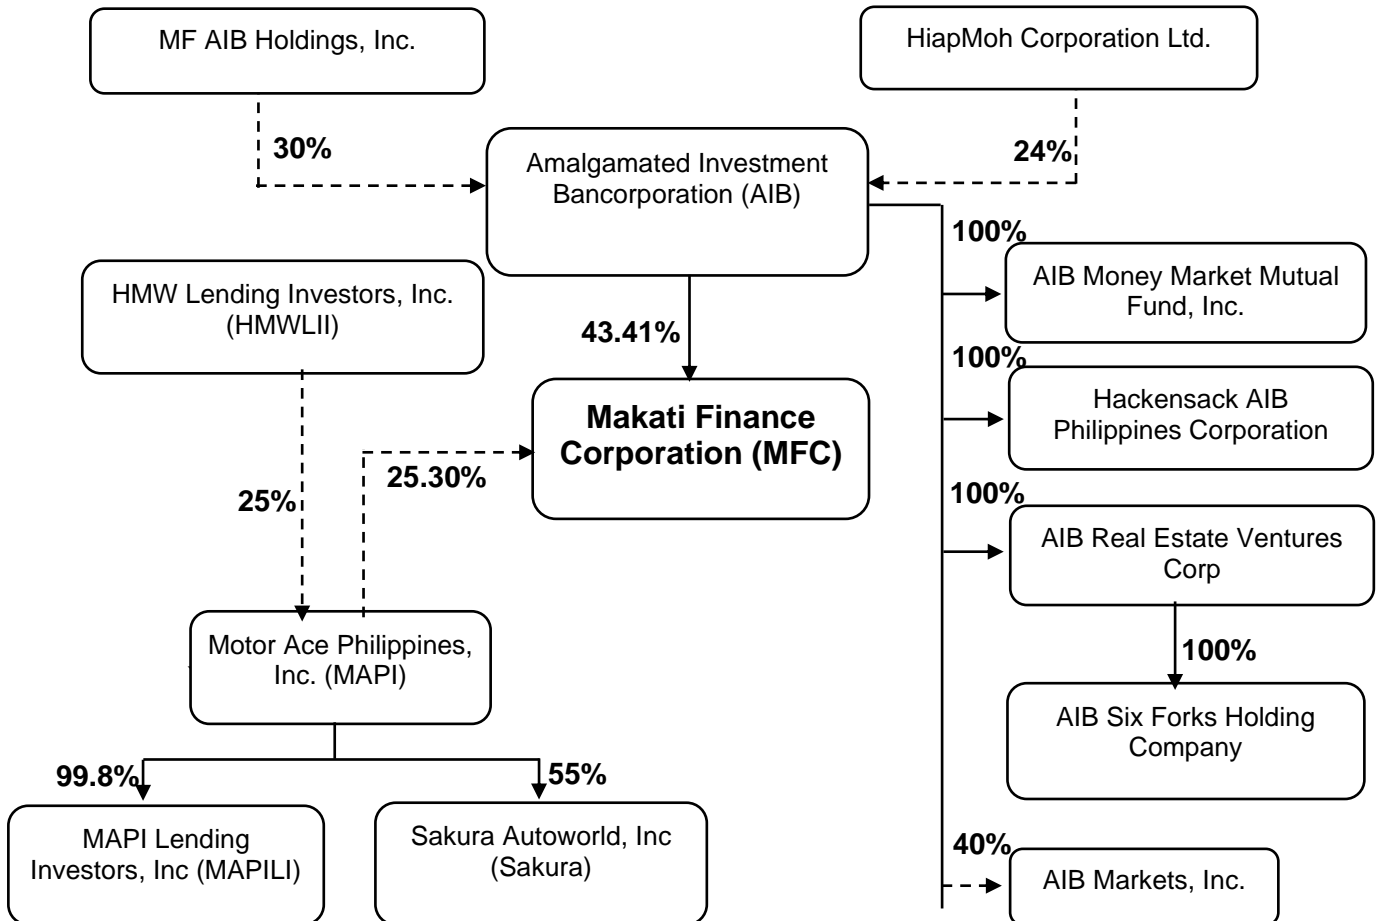 MF AIB Holdings, Inc.
HiapMoh Corporation Ltd.
30%
24%
Amalgamated Investment
Bancorporation (AIB)
100%
AIB Money Market Mutual
Fund, Inc.
HMW Lending Investors, Inc.
(HMWLII)
43.41%
100%
Hackensack AIB
Philippines Corporation
Makati Finance
Corporation (MFC)
25.30%
25%
100%
AIB Real Estate Ventures
Corp
Motor Ace Philippines,
Inc. (MAPI)
100%
AIB Six Forks Holding
Company
99.8%
55%
MAPI Lending
Investors, Inc (MAPILI)
Sakura Autoworld, Inc
(Sakura)
40%
AIB Markets, Inc.